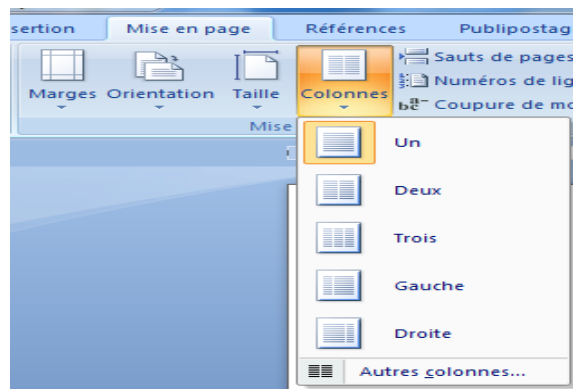 sertion Mise en page Références Publipostag
Marges Orientation Taille Colonnes
Sauts de pages
Numéros de lig
Coupure de mo
Mise
Un
Deux
Trois
Gauche
Droite
Autres colonnes...